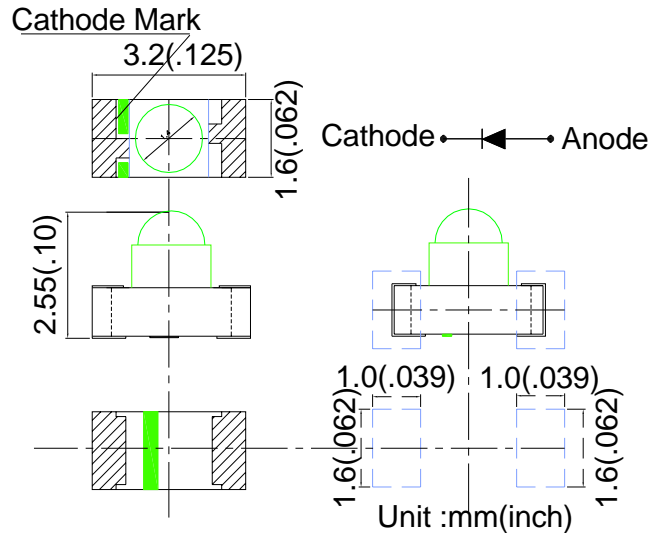 Cathode Mark
3.2(.125)
1.6(.062)
Cathode
Anode
2.55(.10)
1.0(.039)
1.0(.039)
1.6(.062)
1.6(.062)
Unit :mm(inch)